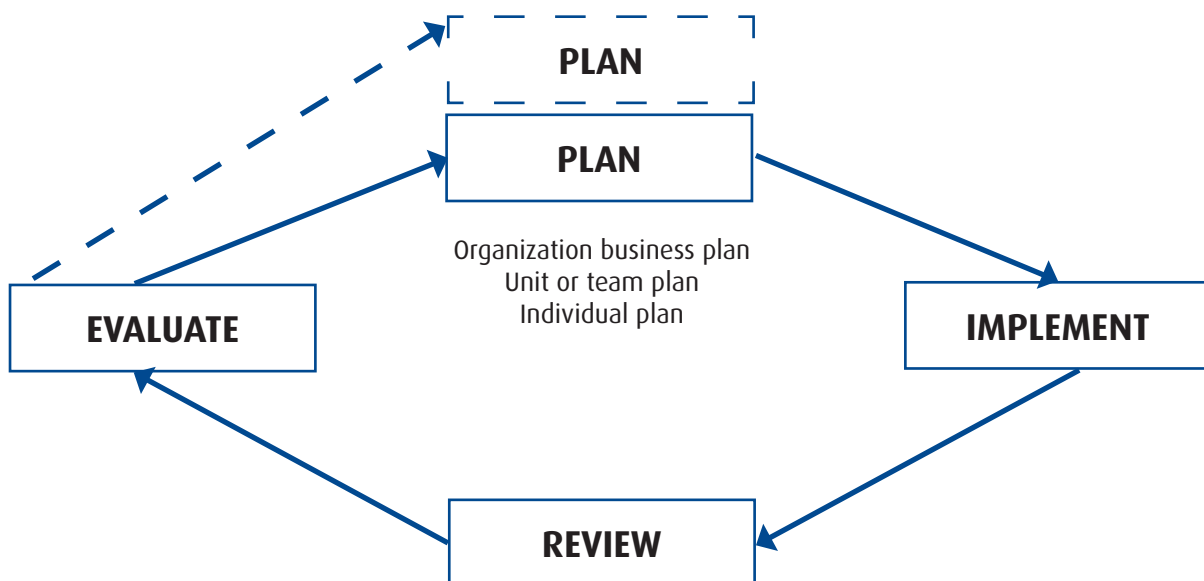 PLAN
PLAN
Organization business plan
Unit or team plan
Individual plan
EVALUATE
IMPLEMENT
REVIEW